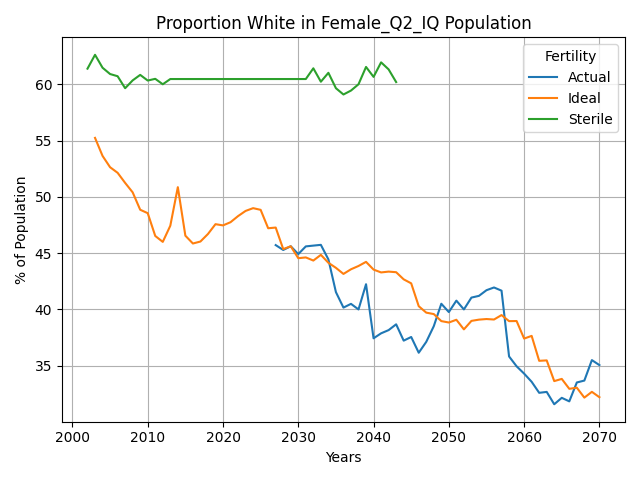 Proportion White in Female_Q2_IQ Population
Fertility
Actual
Ideal
Sterile
% of Population
60
55
50
45
40
35
2000 2010 2020 2030 2040 2050 2060 2070
Years